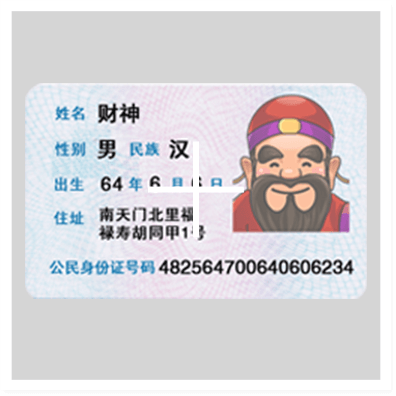 姓名 财神
性别 男 民族 汉
出生 64 年 6 月 6 日
住址 南天门北里福
禄寿胡同甲1号
公民身份证号码 482564700640606234